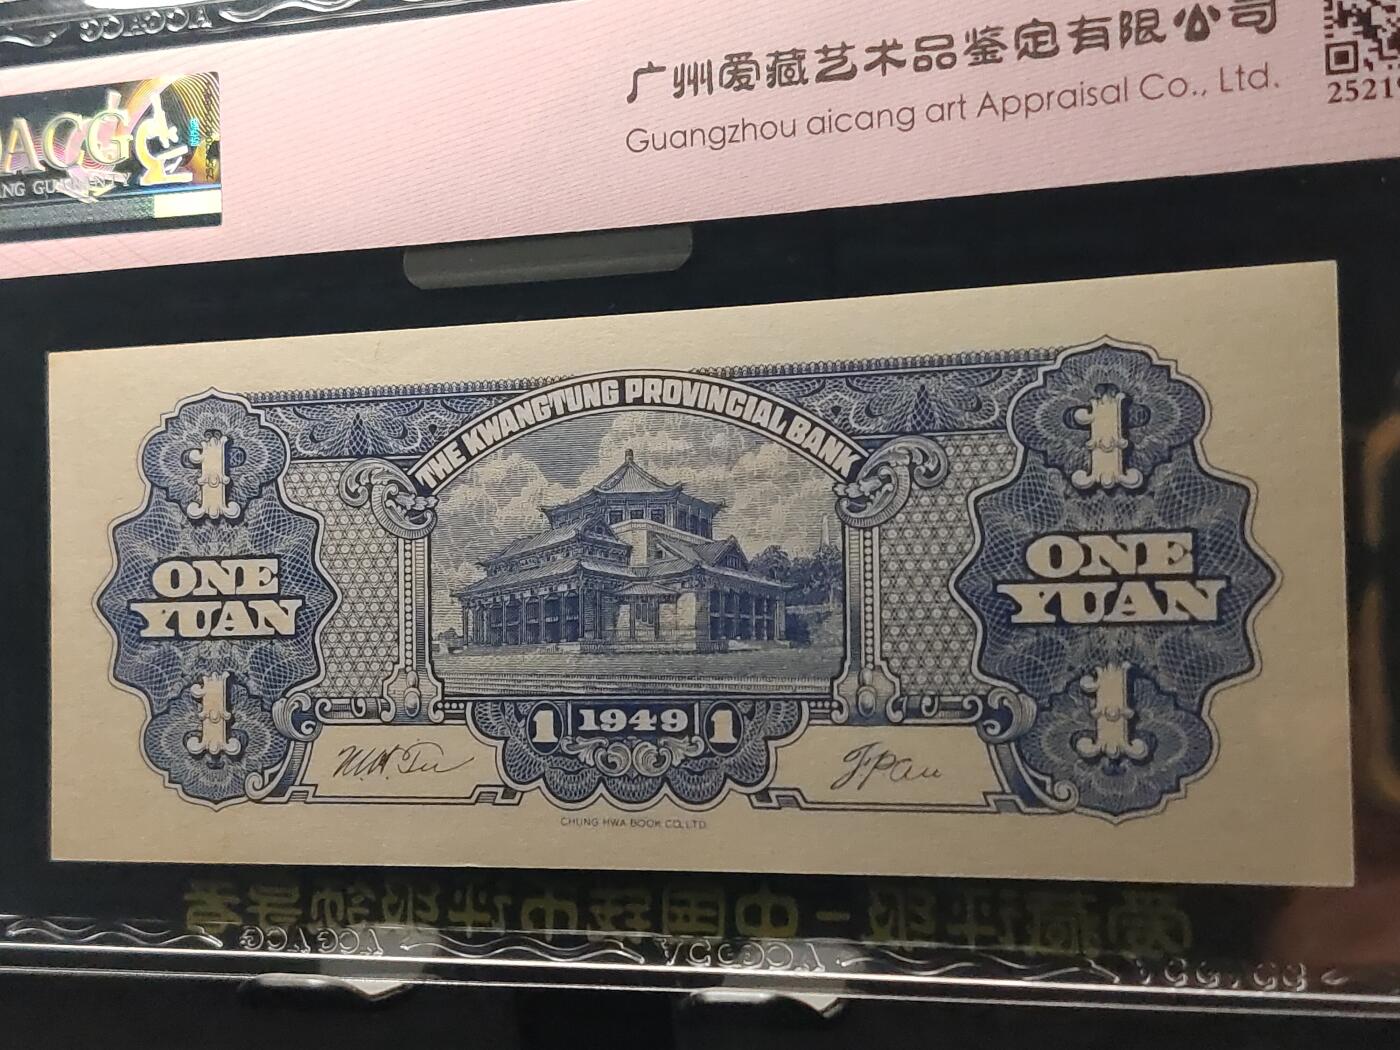 广州爱藏艺术品鉴定有限公司
Guangzhou aicang art Appraisal Co., Ltd.
2521
ACG
THE KWANGTUNG PROVINCIAL BANK
1
1
ONE
YUAN
ONE
YUAN
1
1
1 1949 1
CHUNG HWA BOOK CO., LTD.